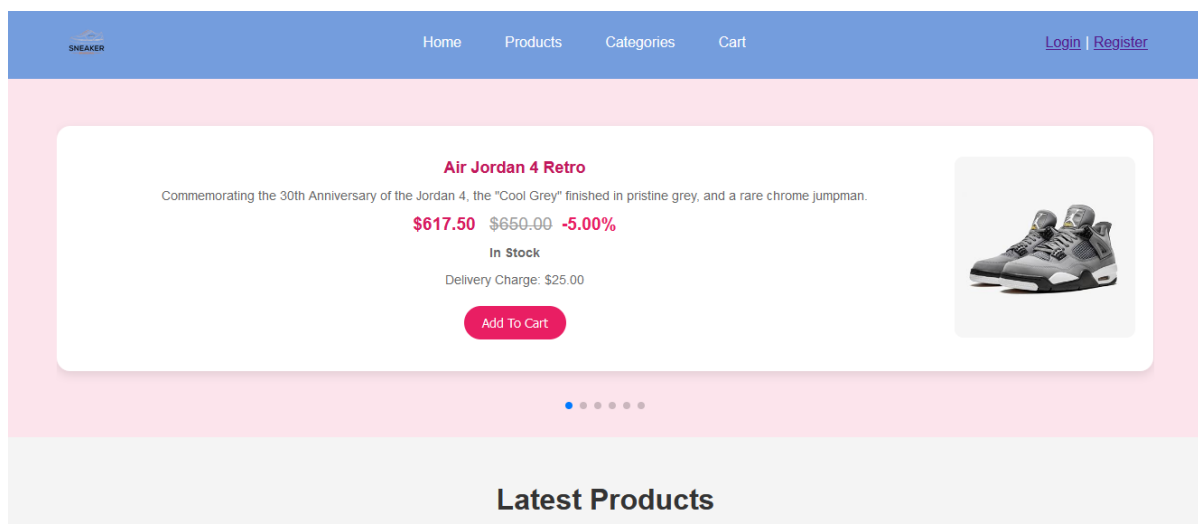 SNEAKER
Home Products Categories Cart
Login | Register
Air Jordan 4 Retro
Commemorating the 30th Anniversary of the Jordan 4, the "Cool Grey" finished in pristine grey, and a rare chrome jumpman.
$617.50 $650.00 -5.00%
In Stock
Delivery Charge: $25.00
Add To Cart
Latest Products